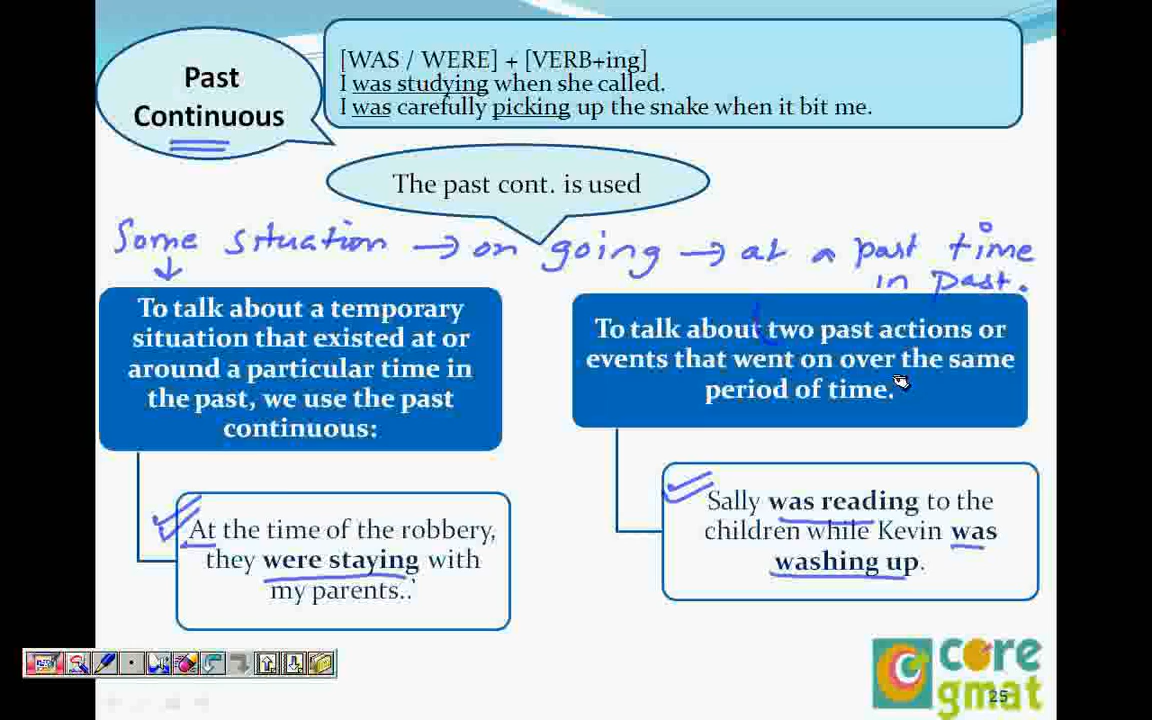 Past
Continuous
[WAS / WERE] + [VERB+ing]
I was studying when she called.
I was carefully picking up the snake when it bit me.
The past cont. is used
Some situation → on going → at a past time
in past.
To talk about a temporary
situation that existed at or
around a particular time in
the past, we use the past
continuous:
To talk about two past actions or
events that went on over the same
period of time.
At the time of the robbery,
they were staying with
my parents..
Sally was reading to the
children while Kevin was
washing up.
core
gmat
25